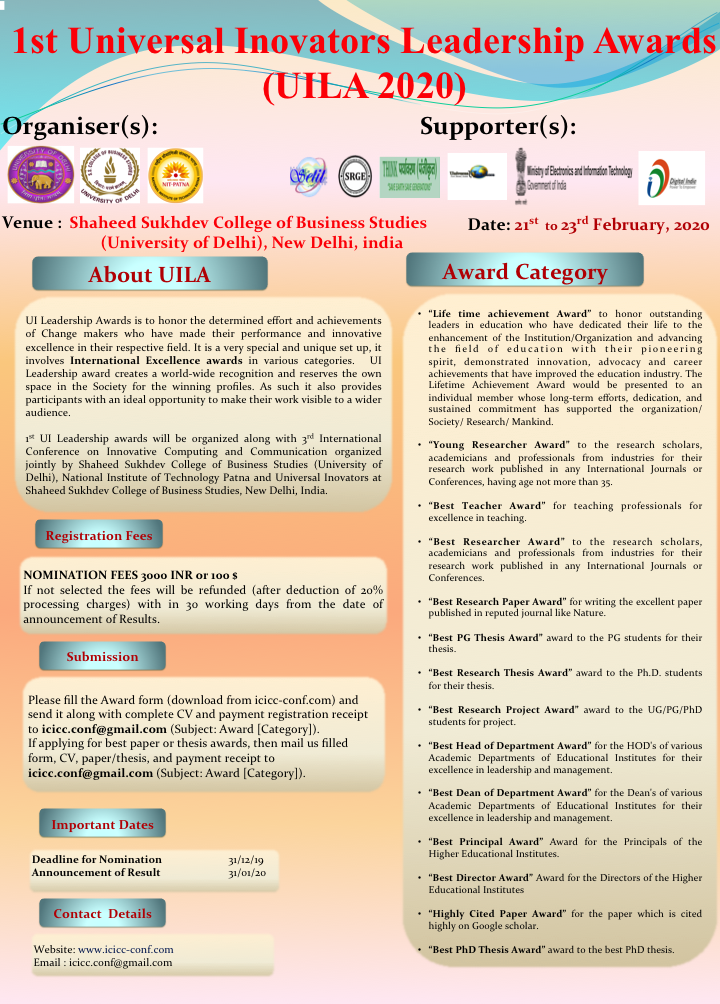 1st Universal Inovators Leadership Awards
(UILA 2020)
Organiser(s):
Supporter(s):
UNIVERSITY OF DELHI
NIT-PATNA
SRGE
Ministry of Electronics and Information Technology
Government of India
Digital India
Venue : Shaheed Sukhdev College of Business Studies
(University of Delhi), New Delhi, india
Date: 21st to 23rd February, 2020
About UILA
UI Leadership Awards is to honor the determined effort and achievements
of Change makers who have made their performance and innovative
excellence in their respective field. It is a very special and unique set up, it
involves International Excellence awards in various categories. UI
Leadership award creates a world-wide recognition and reserves the own
space in the Society for the winning profiles. As such it also provides
participants with an ideal opportunity to make their work visible to a wider
audience.
1st UI Leadership awards will be organized along with 3rd International
Conference on Innovative Computing and Communication organized
jointly by Shaheed Sukhdev College of Business Studies (University of
Delhi), National Institute of Technology Patna and Universal Inovators at
Shaheed Sukhdev College of Business Studies, New Delhi, India.
Registration Fees
NOMINATION FEES 3000 INR or 100 $
If not selected the fees will be refunded (after deduction of 20%
processing charges) with in 30 working days from the date of
announcement of Results.
Submission
Please fill the Award form (download from icicc-conf.com) and
send it along with complete CV and payment registration receipt
to icicc.conf@gmail.com (Subject: Award [Category]).
If applying for best paper or thesis awards, then mail us filled
form, CV, paper/thesis, and payment receipt to
icicc.conf@gmail.com (Subject: Award [Category]).
Important Dates
Deadline for Nomination 31/12/19
Announcement of Result 31/01/20
Contact Details
Website: www.icicc-conf.com
Email : icicc.conf@gmail.com
Award Category
• “Life time achievement Award” to honor outstanding
leaders in education who have dedicated their life to the
enhancement of the Institution/Organization and advancing
the field of education with their pioneering
spirit, demonstrated innovation, advocacy and career
achievements that have improved the education industry. The
Lifetime Achievement Award would be presented to an
individual member whose long-term efforts, dedication, and
sustained commitment has supported the organization/
Society/ Research/ Mankind.
• “Young Researcher Award” to the research scholars,
academicians and professionals from industries for their
research work published in any International Journals or
Conferences, having age not more than 35.
• “Best Teacher Award” for teaching professionals for
excellence in teaching.
• “Best Researcher Award” to the research scholars,
academicians and professionals from industries for their
research work published in any International Journals or
Conferences.
• “Best Research Paper Award” for writing the excellent paper
published in reputed journal like Nature.
• “Best PG Thesis Award” award to the PG students for their
thesis.
• “Best Research Thesis Award” award to the Ph.D. students
for their thesis.
• “Best Research Project Award” award to the UG/PG/PhD
students for project.
• “Best Head of Department Award” for the HOD's of various
Academic Departments of Educational Institutes for their
excellence in leadership and management.
• “Best Dean of Department Award” for the Dean's of various
Academic Departments of Educational Institutes for their
excellence in leadership and management.
• “Best Principal Award” Award for the Principals of the
Higher Educational Institutes.
• “Best Director Award” Award for the Directors of the Higher
Educational Institutes
• “Highly Cited Paper Award” for the paper which is cited
highly on Google scholar.
• “Best PhD Thesis Award” award to the best PhD thesis.